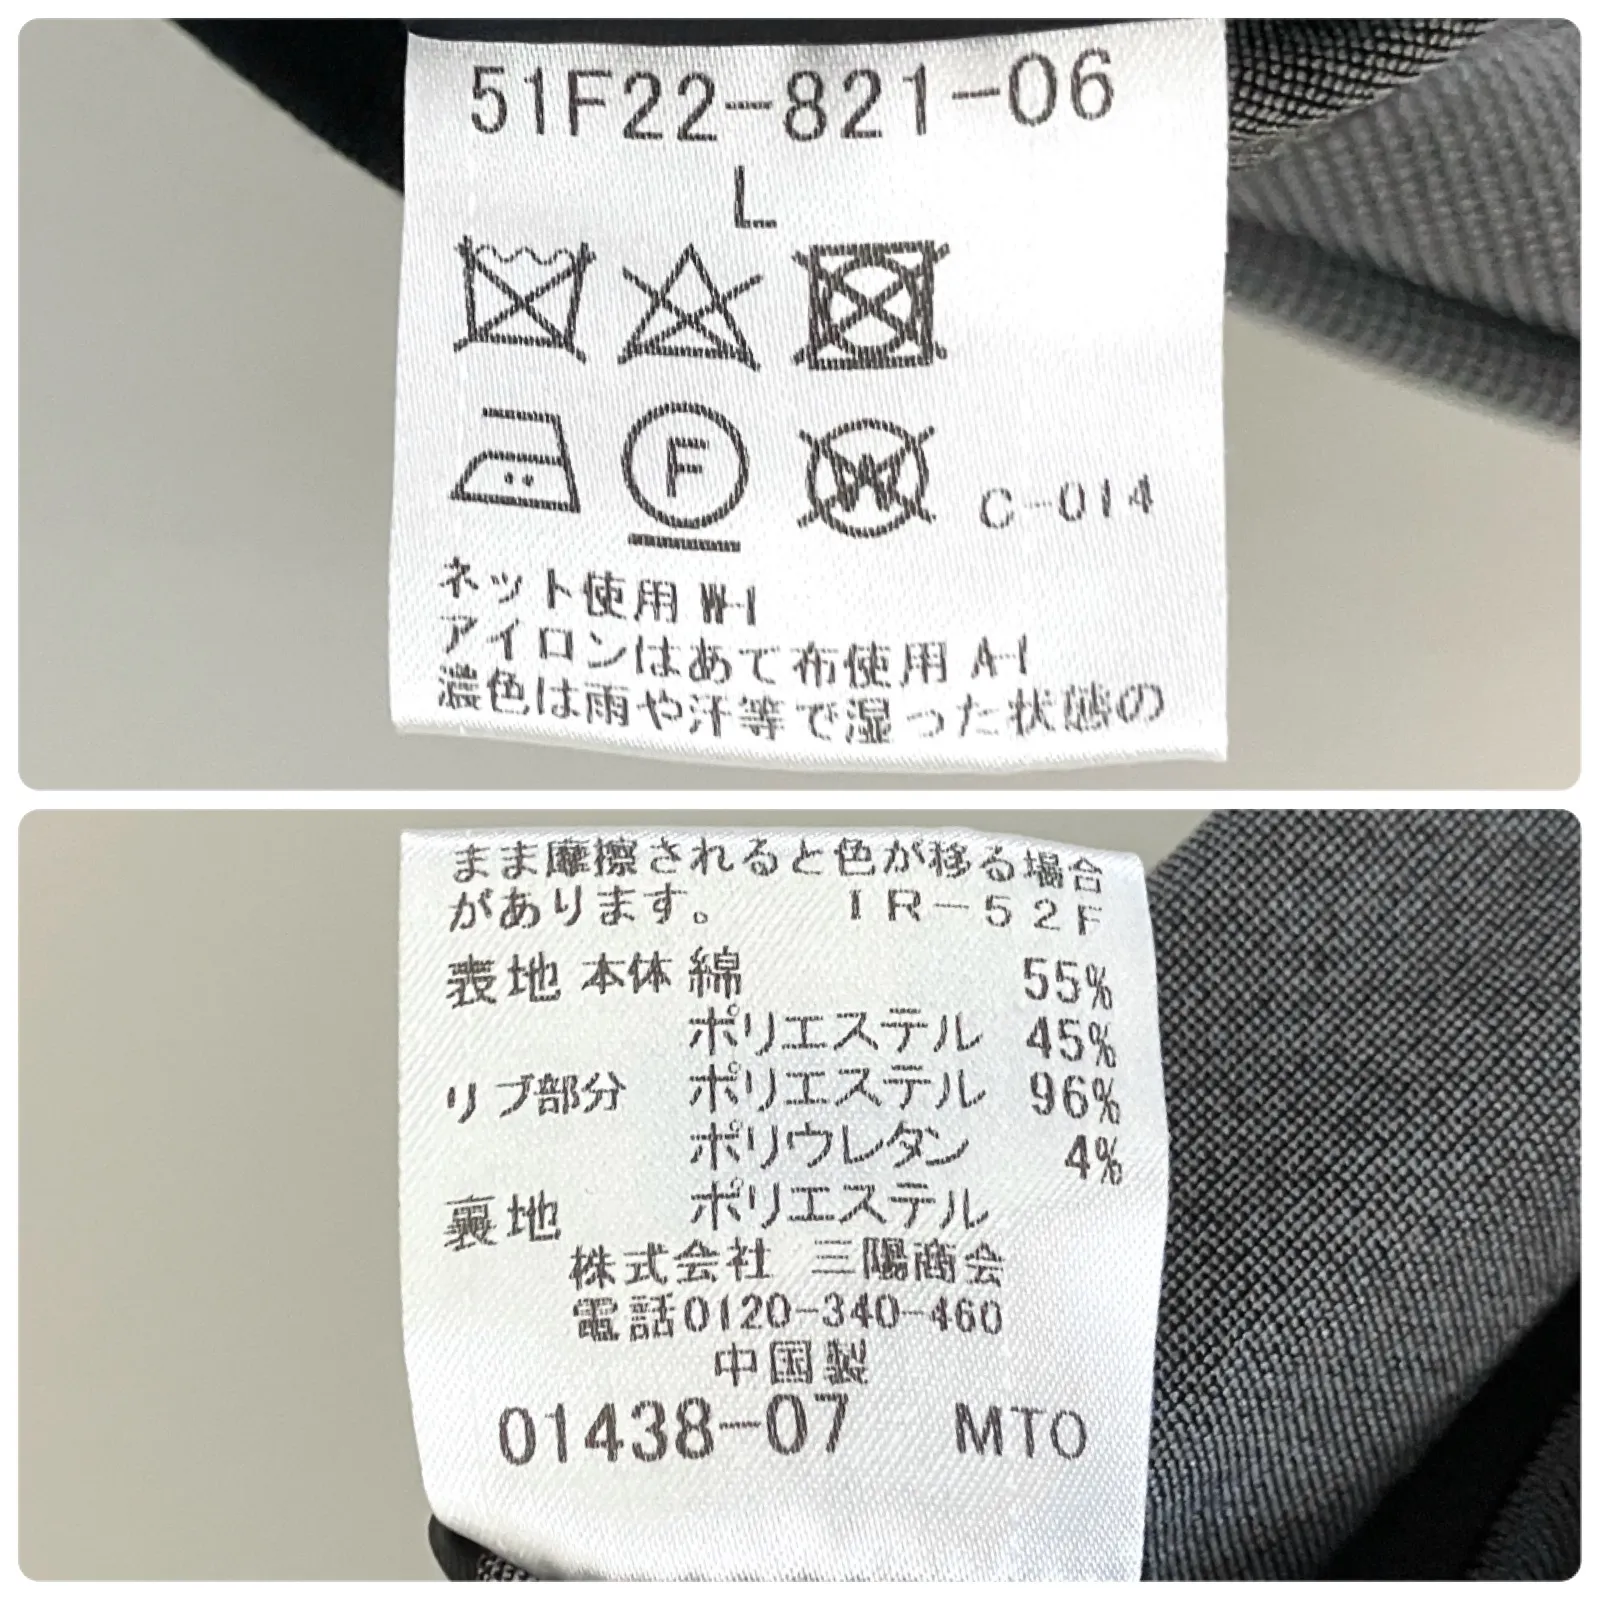 51F22-821-06
L
F
W
C-014
ネット使用 W-1
アイロンはあて布使用 A-1
濃色は雨や汗等で湿った状態の
まま摩擦されると色が移る場合
があります。 IR-52F
表地 本体 綿 55%
ポリエステル 45%
リブ部分 ポリエステル 96%
ポリウレタン 4%
裏地 ポリエステル
株式会社 三陽商会
電話0120-340-460
中国製
01438-07 MTO